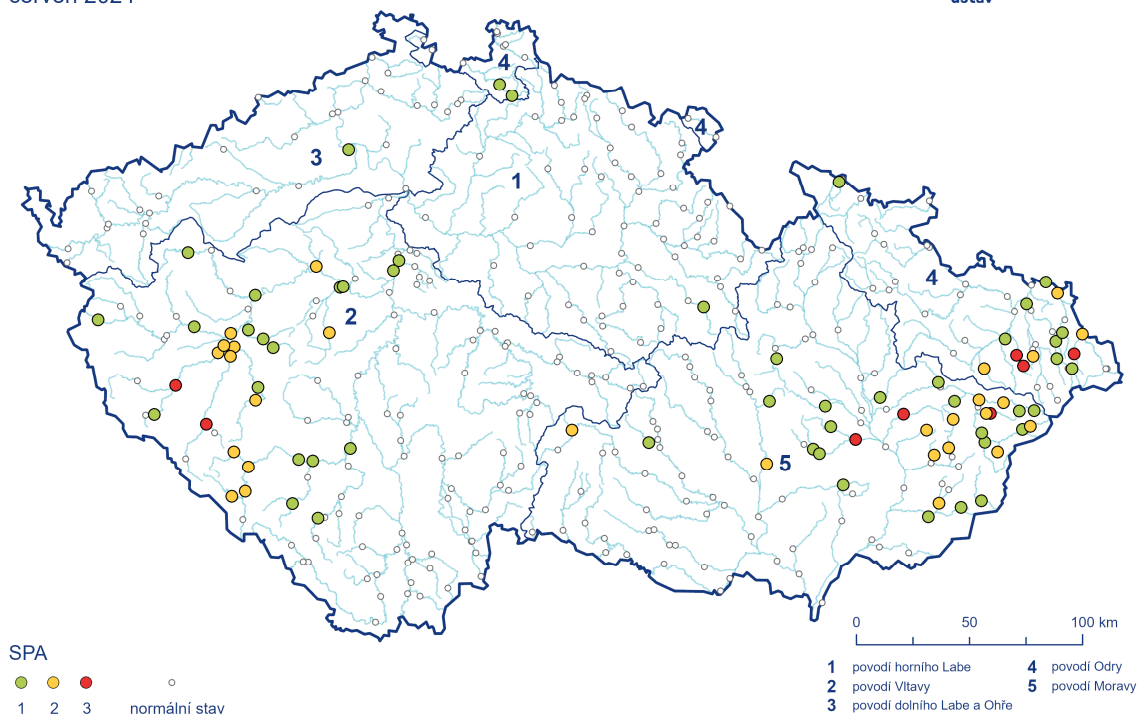 4
4
3
1
4
2
5
0 50 100 km
SPA
1 povodí horního Labe
2 povodí Vltavy
3 povodí dolního Labe a Ohře
4 povodí Odry
5 povodí Moravy
1 2 3 normální stav